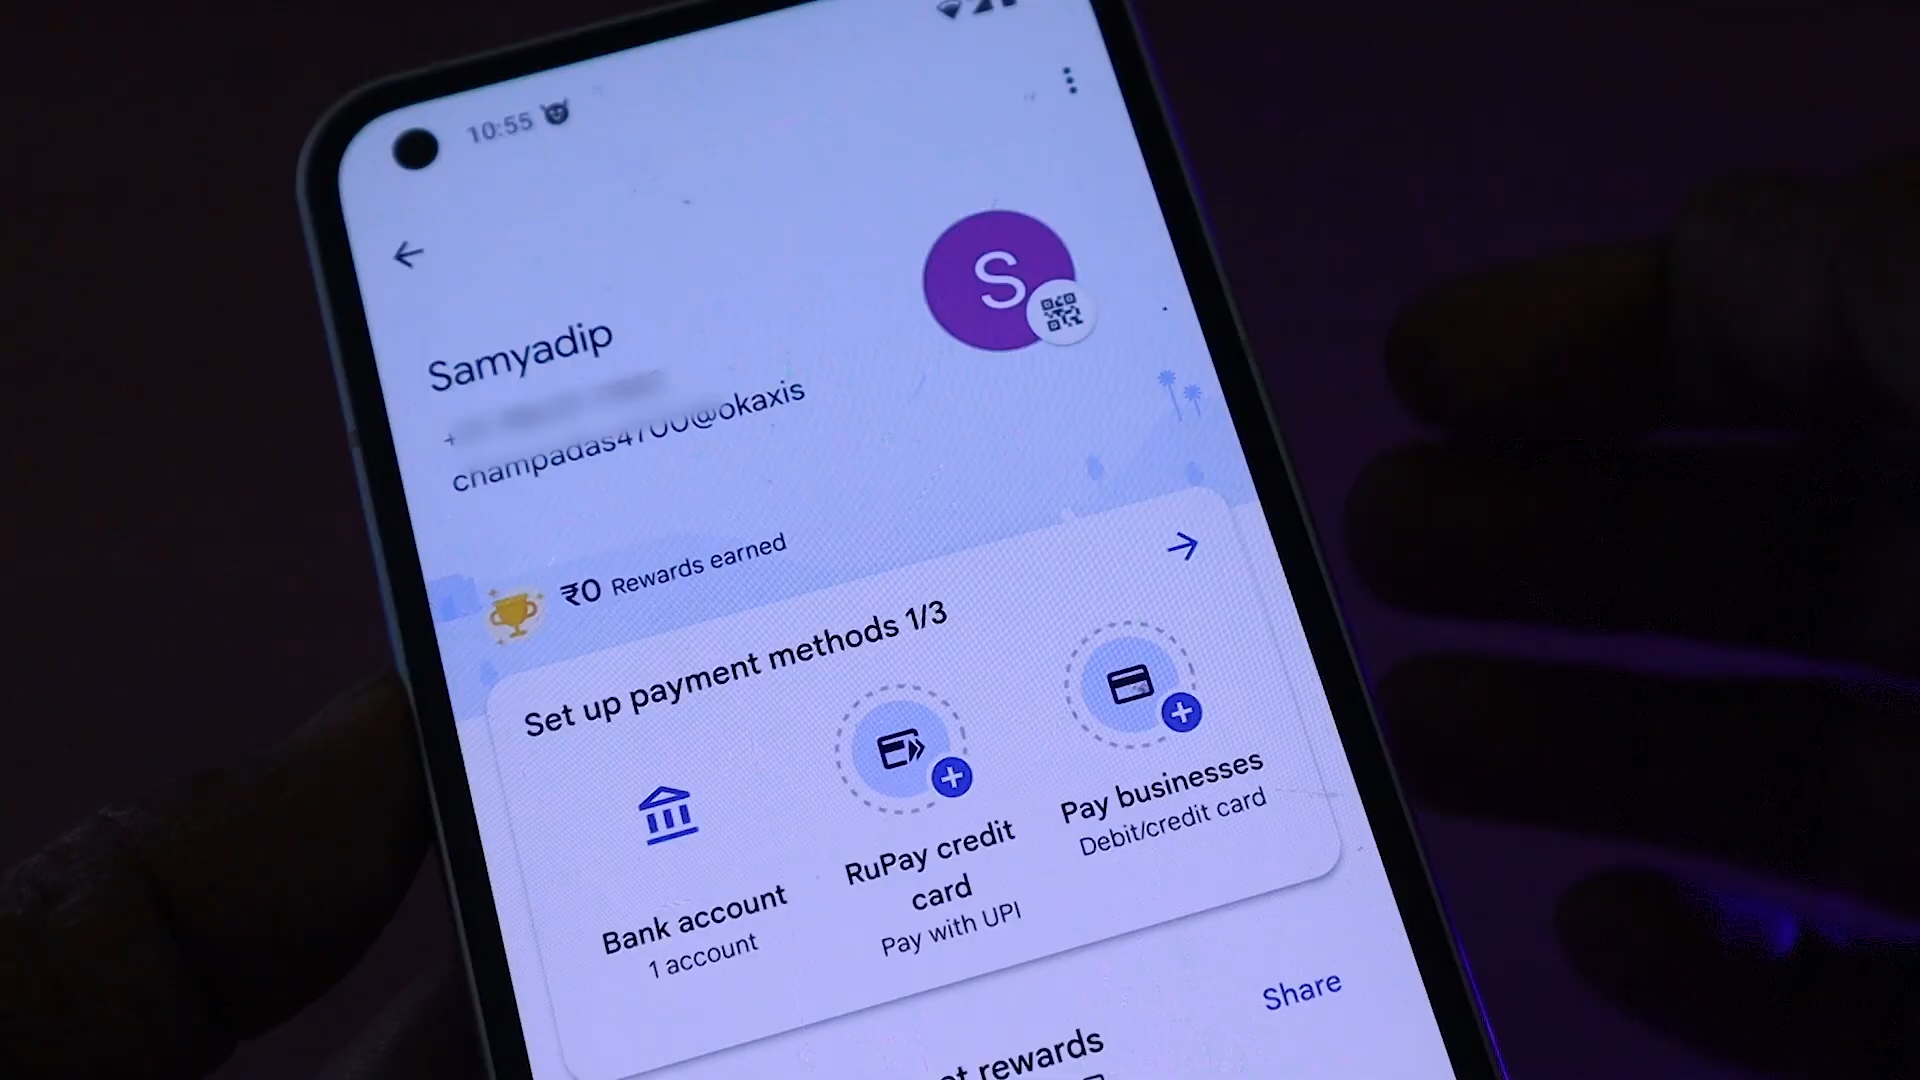 10:55
S
Samyadip
+
champadas4700@okaxis
₹0 Rewards earned
Set up payment methods 1/3
Bank account
1 account
RuPay credit
card
Pay with UPI
Pay businesses
Debit/credit card
Share
rewards